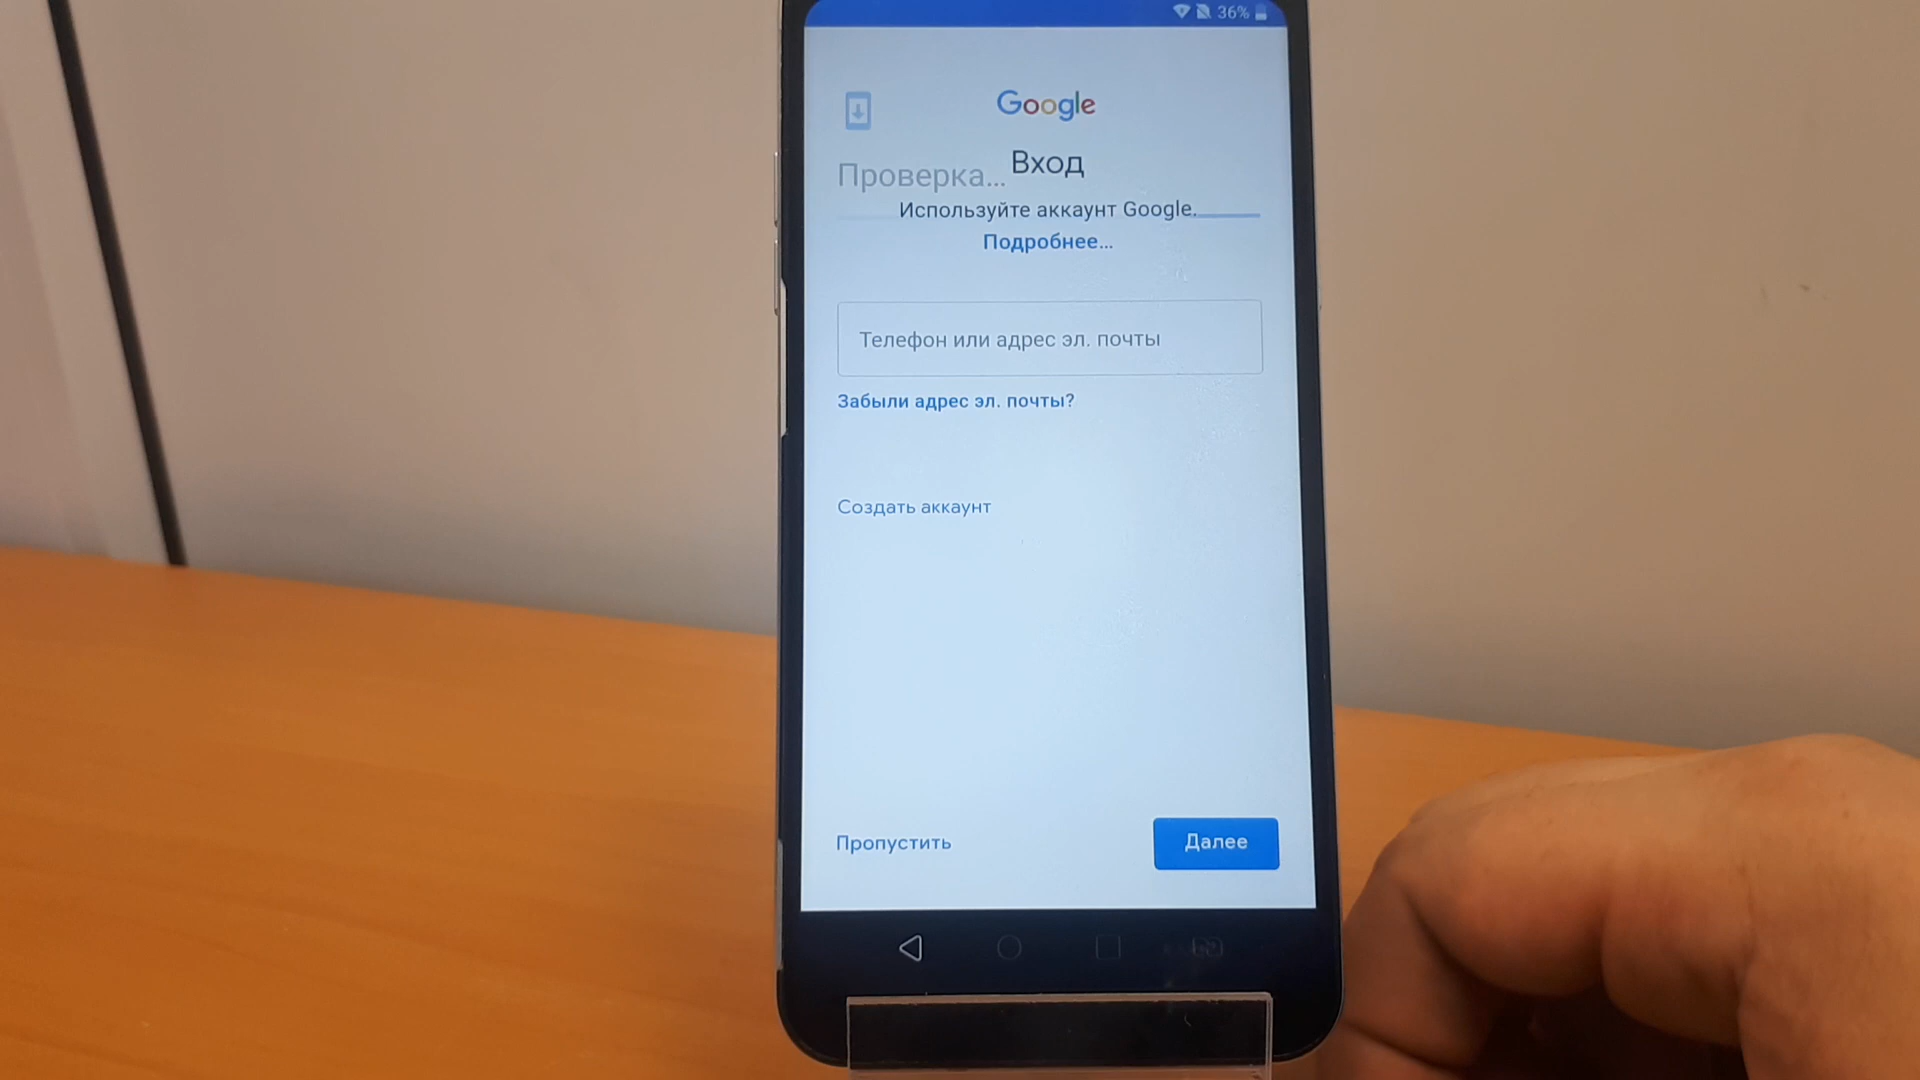 36%
Google
Вход
Проверка...
Используйте аккаунт Google.
Подробнее...
Телефон или адрес эл. почты
Забыли адрес эл. почты?
Создать аккаунт
Пропустить
Далее